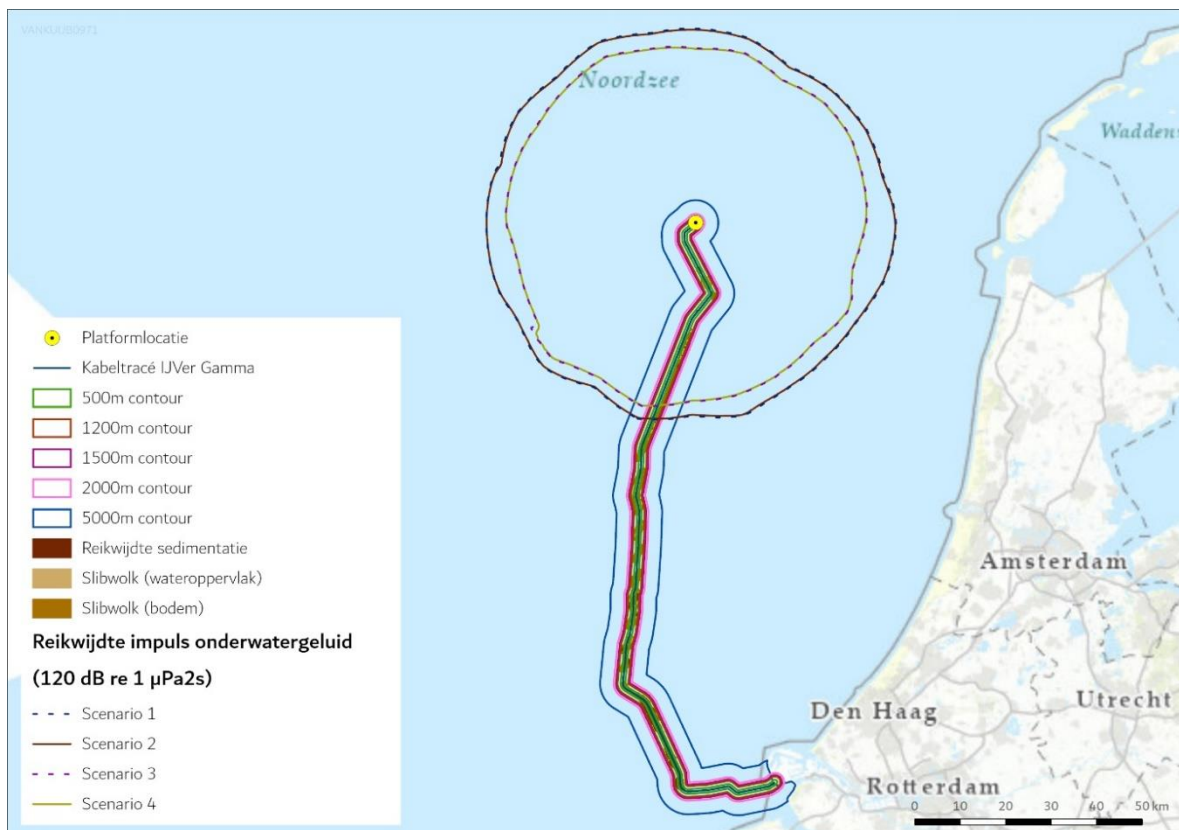 VANKUU80971
Noordzee
Wadden
Platformlocatie
Kabeltracé IJVer Gamma
500m contour
1200m contour
1500m contour
2000m contour
5000m contour
Reikwijdte sedimentatie
Slibwolk (wateroppervlak)
Slibwolk (bodem)
Reikwijdte impuls onderwatergeluid
(120 dB re 1 µPa2s)
Scenario 1
Scenario 2
Scenario 3
Scenario 4
Amsterdam
Den Haag
Utrecht
Rotterdam
0 10 20 30 40 50 km